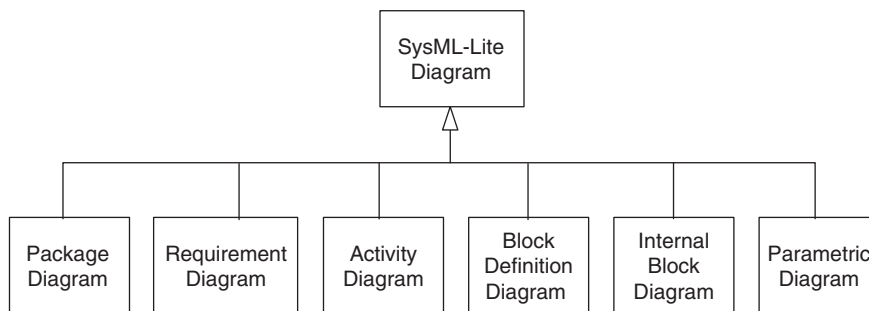 SysML-Lite
Diagram
Package
Diagram
Requirement
Diagram
Activity
Diagram
Block
Definition
Diagram
Internal
Block
Diagram
Parametric
Diagram